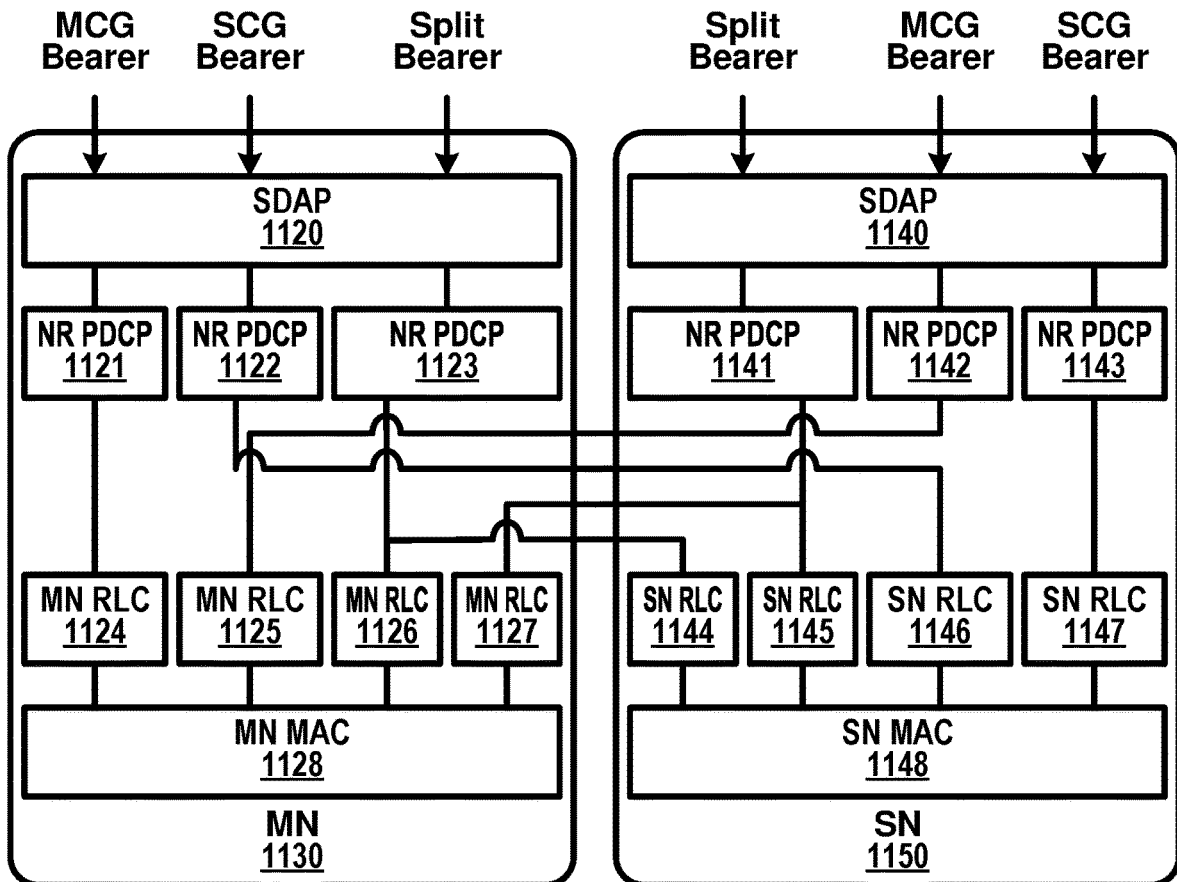 MCG
Bearer
SCG
Bearer
Split
Bearer
Split
Bearer
MCG
Bearer
SCG
Bearer
SDAP
1120
SDAP
1140
NR PDCP
1121
NR PDCP
1122
NR PDCP
1123
NR PDCP
1141
NR PDCP
1142
NR PDCP
1143
MN RLC
1124
MN RLC
1125
MN RLC
1126
MN RLC
1127
SN RLC
1144
SN RLC
1145
SN RLC
1146
SN RLC
1147
MN MAC
1128
SN MAC
1148
MN
1130
SN
1150